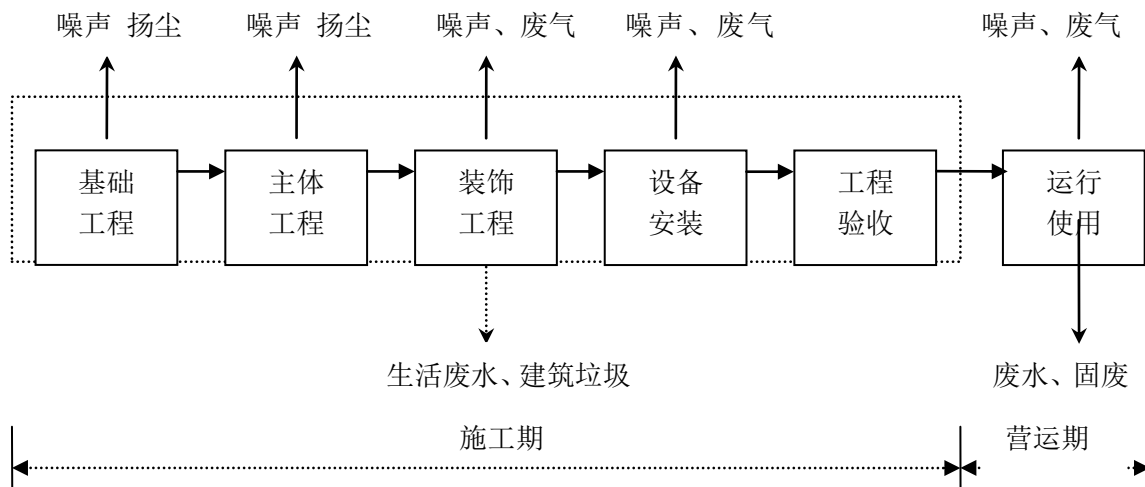 噪声 扬尘
噪声 扬尘
噪声、废气
噪声、废气
噪声、废气
基础
工程
主体
工程
装饰
工程
设备
安装
工程
验收
运行
使用
生活废水、建筑垃圾
废水、固废
施工期
营运期